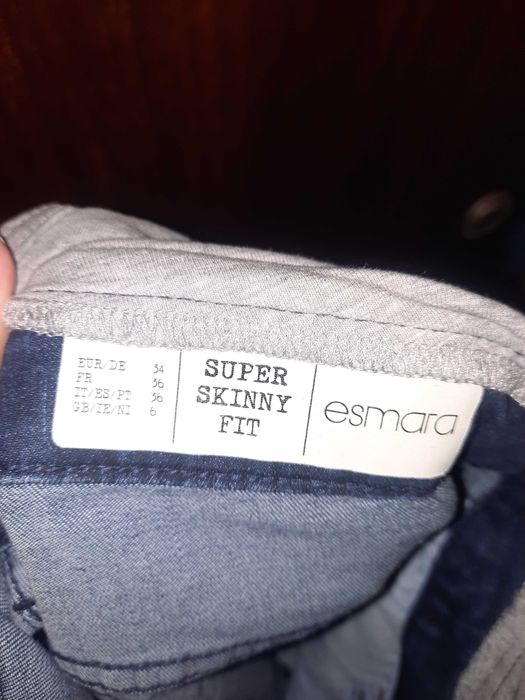 EUR/DE 34
FR 36
IT/ES/PT 36
GB/IE/NI 6
SUPER
SKINNY
FIT
esmara